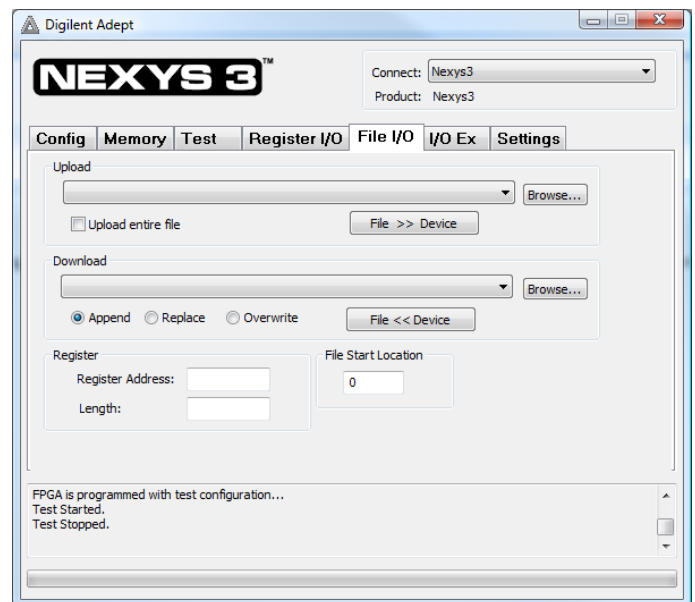 Digilent Adept
NEXYS 3™
Connect: Nexys3
Product: Nexys3
Config Memory Test Register I/O File I/O I/O Ex Settings
Upload
Browse...
Upload entire file File >> Device
Download
Browse...
Append Replace Overwrite File << Device
Register File Start Location
Register Address: 0
Length:
FPGA is programmed with test configuration...
Test Started.
Test Stopped.